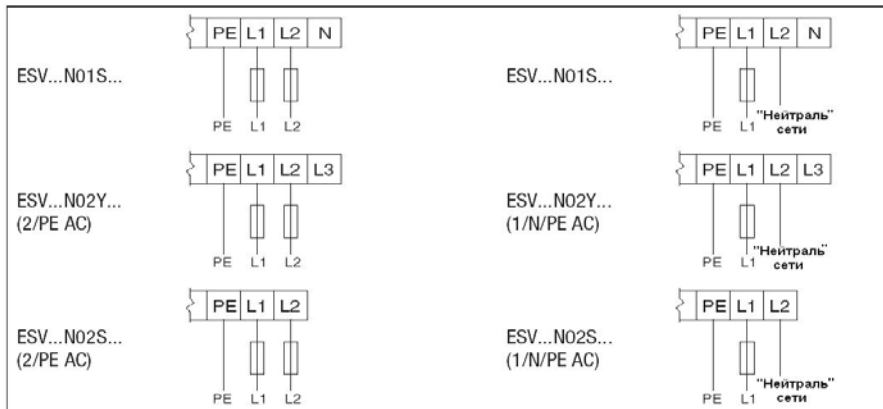 PE L1 L2 N
ESV...N01S...
PE L1 L2
PE L1 L2 N
ESV...N01S...
PE L1 "Нейтраль"
сети
PE L1 L2 L3
ESV...N02Y...
(2/PE AC)
PE L1 L2
PE L1 L2 L3
ESV...N02Y...
(1/N/PE AC)
PE L1 "Нейтраль"
сети
PE L1 L2
ESV...N02S...
(2/PE AC)
PE L1 L2
PE L1 L2
ESV...N02S...
(1/N/PE AC)
PE L1 "Нейтраль"
сети